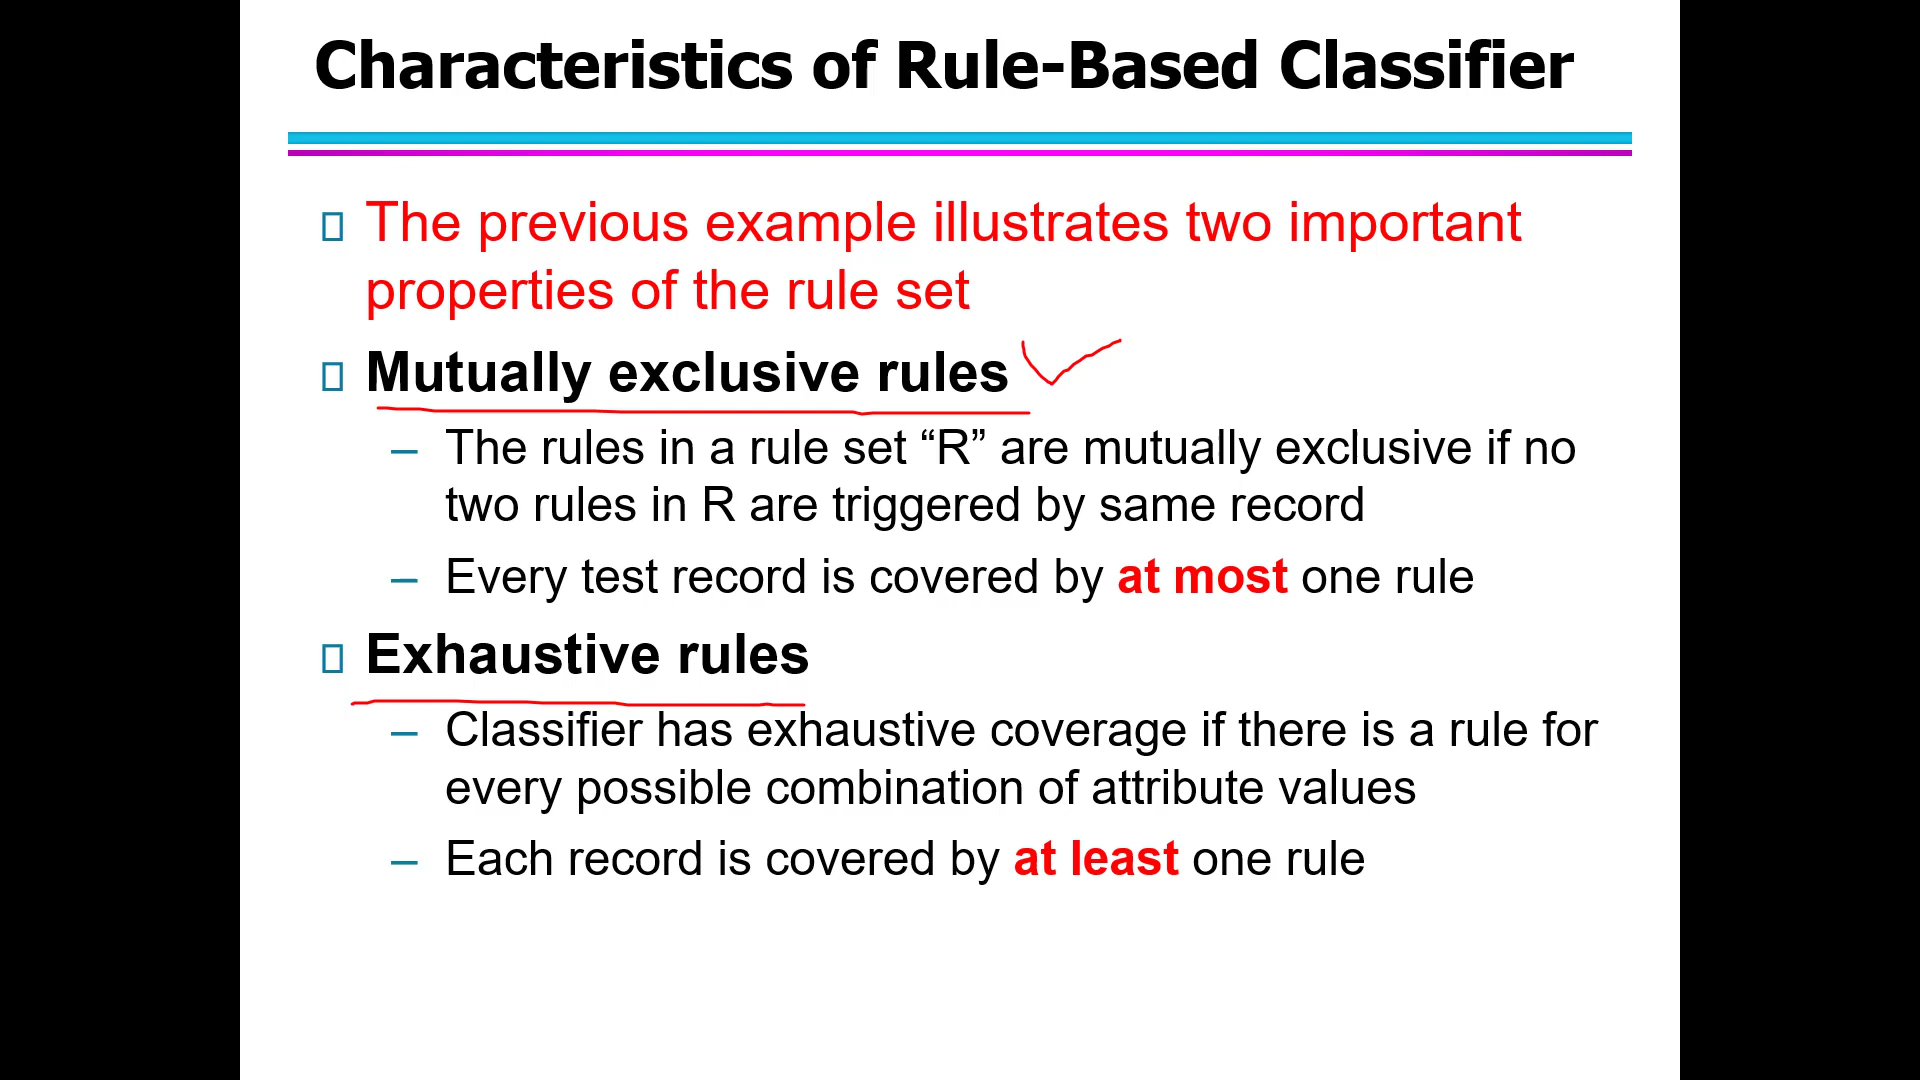 Characteristics of Rule-Based Classifier
The previous example illustrates two important
properties of the rule set
Mutually exclusive rules
– The rules in a rule set “R” are mutually exclusive if no
two rules in R are triggered by same record
– Every test record is covered by at most one rule
Exhaustive rules
– Classifier has exhaustive coverage if there is a rule for
every possible combination of attribute values
– Each record is covered by at least one rule